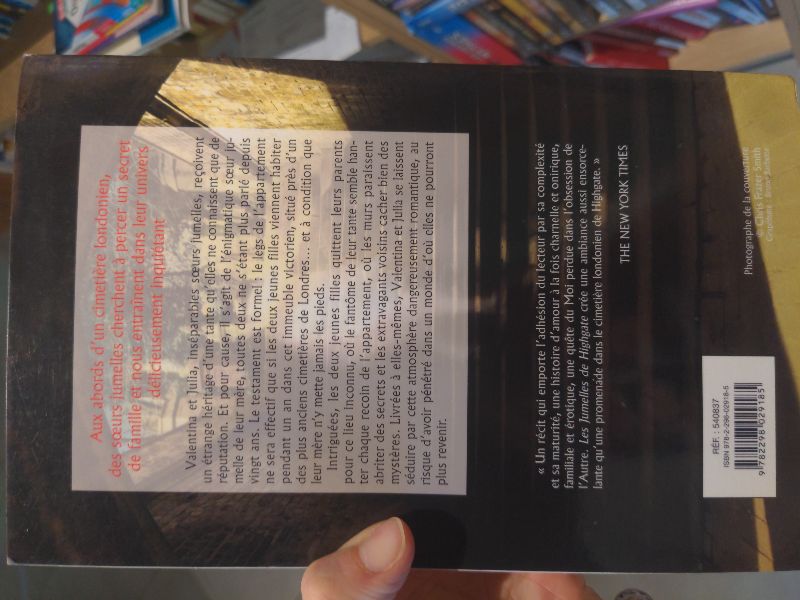 Aux abords d'un cimetière londonien,
des sœurs jumelles cherchent à percer un secret
de famille et nous entraînent dans leur univers
délicieusement inquiétant
Valentina et Julia, inséparables sœurs jumelles, reçoivent
un étrange héritage d'une tante qu'elles ne connaissent que de
réputation. Et pour cause, il s'agit de l'énigmatique sœur ju-
melle de leur mère, toutes deux ne s'étant plus parlé depuis
vingt ans. Le testament est formel : le legs de l'appartement
ne sera effectif que si les deux jeunes filles viennent habiter
pendant un an dans cet immeuble victorien, situé près d'un
des plus anciens cimetières de Londres... et à condition que
leur mère n'y mette jamais les pieds.
Intriguées, les deux jeunes filles quittent leurs parents
pour ce lieu inconnu, où le fantôme de leur tante semble han-
ter chaque recoin de l'appartement, où les murs paraissent
abriter des secrets et les extravagants voisins cacher bien des
mystères. Livrées à elles-mêmes, Valentina et Julia se laissent
séduire par cette atmosphère dangereusement romantique, au
risque d'avoir pénétré dans un monde d'où elles ne pourront
plus revenir.
« Un récit qui emporte l'adhésion du lecteur par sa complexité
et sa maturité, une histoire d'amour à la fois charnelle et onirique,
familiale et érotique, une quête du Moi perdue dans l'obsession de
l'Autre. Les Jumelles de Highgate crée une ambiance aussi ensorce-
lante qu'une promenade dans le cimetière londonien de Highgate. »
THE NEW YORK TIMES
Photographe de la couverture
© Chris Frazer Smith
RÉF. : 540837
ISBN 978-2-298-02918-5
9 782298 029185